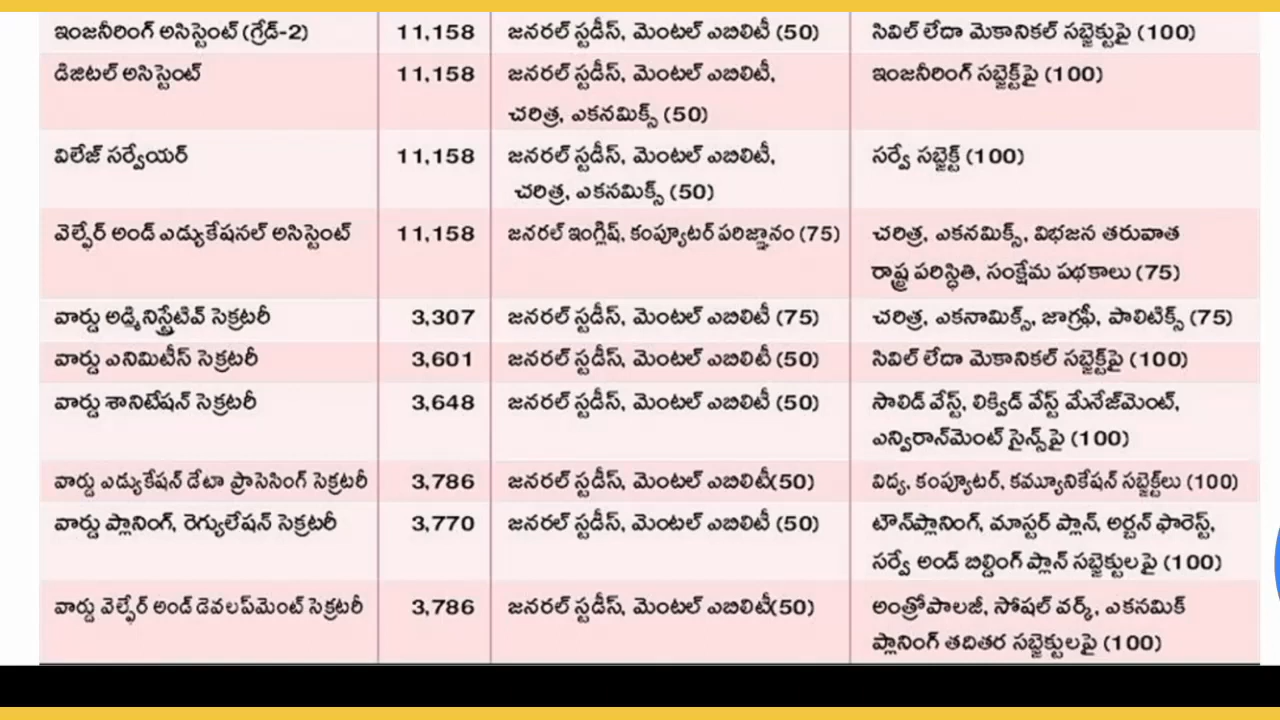 ఇంజనీరింగ్ అసిస్టెంట్ (గ్రేడ్-2) 11,158 జనరల్ స్టడీస్, మెంటల్ ఎబిలిటీ (50) సివిల్ లేదా మెకానికల్ సబ్జెక్టుపై (100)
డిజిటల్ అసిస్టెంట్ 11,158 జనరల్ స్టడీస్, మెంటల్ ఎబిలిటీ, ఇంజనీరింగ్ సబ్జెక్ట్‌పై (100)
చరిత్ర, ఎకనమిక్స్ (50)
విలేజ్ సర్వేయర్ 11,158 జనరల్ స్టడీస్, మెంటల్ ఎబిలిటీ, సర్వే సబ్జెక్ట్ (100)
చరిత్ర, ఎకనమిక్స్ (50)
వెల్ఫేర్ అండ్ ఎడ్యుకేషనల్ అసిస్టెంట్ 11,158 జనరల్ ఇంగ్లిష్, కంప్యూటర్ పరిజ్ఞానం (75) చరిత్ర, ఎకనమిక్స్, విభజన తరువాత
రాష్ట్ర పరిస్థితి, సంక్షేమ పథకాలు (75)
వార్డు అడ్మినిస్ట్రేటివ్ సెక్రటరీ 3,307 జనరల్ స్టడీస్, మెంటల్ ఎబిలిటీ (75) చరిత్ర, ఎకనామిక్స్, జాగ్రఫీ, పాలిటిక్స్ (75)
వార్డు ఎనిమిటీస్ సెక్రటరీ 3,601 జనరల్ స్టడీస్, మెంటల్ ఎబిలిటీ (50) సివిల్ లేదా మెకానికల్ సబ్జెక్ట్‌పై (100)
వార్డు శానిటేషన్ సెక్రటరీ 3,648 జనరల్ స్టడీస్, మెంటల్ ఎబిలిటీ (50) సాలిడ్ వేస్ట్, లిక్విడ్ వేస్ట్ మేనేజ్‌మెంట్,
ఎన్విరాన్‌మెంట్ సైన్స్‌పై (100)
వార్డు ఎడ్యుకేషన్ డేటా ప్రాసెసింగ్ సెక్రటరీ 3,786 జనరల్ స్టడీస్, మెంటల్ ఎబిలిటీ(50) విద్య, కంప్యూటర్, కమ్యూనికేషన్ సబ్జెక్ట్‌లు (100)
వార్డు ప్లానింగ్, రెగ్యులేషన్ సెక్రటరీ 3,770 జనరల్ స్టడీస్, మెంటల్ ఎబిలిటీ (50) టౌన్‌ప్లానింగ్, మాస్టర్ ప్లాన్, అర్బన్ ఫారెస్ట్,
సర్వే అండ్ బిల్డింగ్ ప్లాన్ సబ్జెక్టులపై (100)
వార్డు వెల్ఫేర్ అండ్ డెవలప్‌మెంట్ సెక్రటరీ 3,786 జనరల్ స్టడీస్, మెంటల్ ఎబిలిటీ(50) అంత్రోపాలజీ, సోషల్ వర్క్, ఎకనమిక్
ప్లానింగ్ తదితర సబ్జెక్టులపై (100)